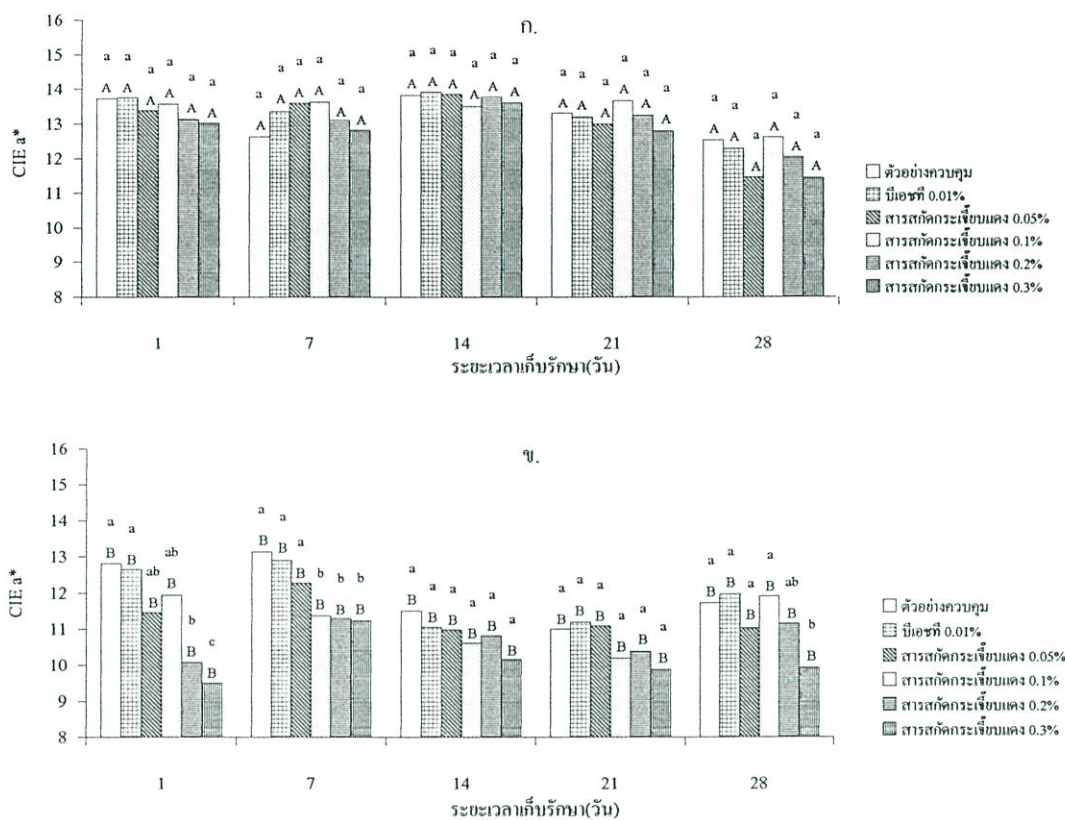 ก.
16
15
14
13
12
11
10
9
8
CIE a*
a a a a a a
A A A A A A
a a a a a a
A A A A A A
a a a a a a
A A A A A A
a a a a a a
A A A A A A
a a a a a a
A A A A A A
1 7 14 21 28
ระยะเวลาเก็บรักษา(วัน)
ตัวอย่างควบคุม
บีเอชที 0.01%
สารสกัดกระเจี๊ยบแดง 0.05%
สารสกัดกระเจี๊ยบแดง 0.1%
สารสกัดกระเจี๊ยบแดง 0.2%
สารสกัดกระเจี๊ยบแดง 0.3%
ข.
16
15
14
13
12
11
10
9
8
CIE a*
a a ab ab b c
B B B B B B
a a a b b b
B B B B B B
a a a a a a
B B B B B B
a a a a a a
B B B B B B
a a a a ab b
B B B B B B
1 7 14 21 28
ระยะเวลาเก็บรักษา(วัน)
ตัวอย่างควบคุม
บีเอชที 0.01%
สารสกัดกระเจี๊ยบแดง 0.05%
สารสกัดกระเจี๊ยบแดง 0.1%
สารสกัดกระเจี๊ยบแดง 0.2%
สารสกัดกระเจี๊ยบแดง 0.3%